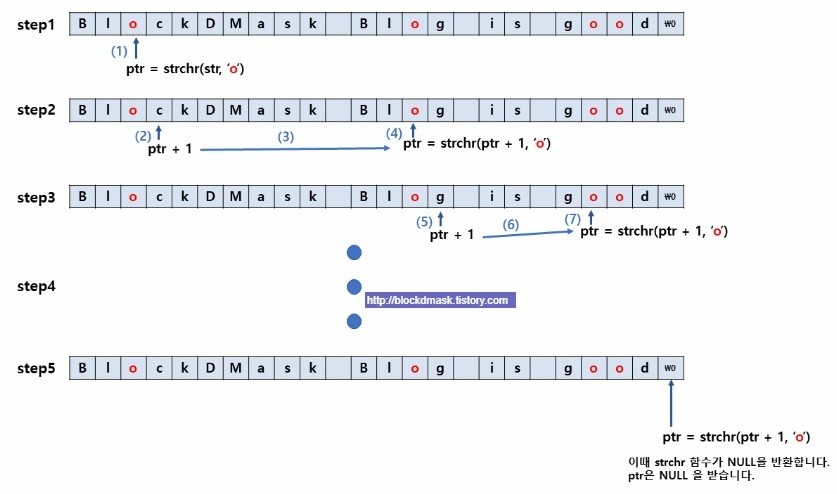 step1 B l o c k D M a s k B l o g i s g o o d ₩0
(1)
ptr = strchr(str, ‘o’)
step2 B l o c k D M a s k B l o g i s g o o d ₩0
(2) ptr + 1 (3) (4) ptr = strchr(ptr + 1, ‘o’)
step3 B l o c k D M a s k B l o g i s g o o d ₩0
(5) ptr + 1 (6) (7) ptr = strchr(ptr + 1, ‘o’)
step4
http://blockdmask.tistory.com
step5 B l o c k D M a s k B l o g i s g o o d ₩0
ptr = strchr(ptr + 1, ‘o’)
이때 strchr 함수가 NULL을 반환합니다.
ptr은 NULL 을 받습니다.